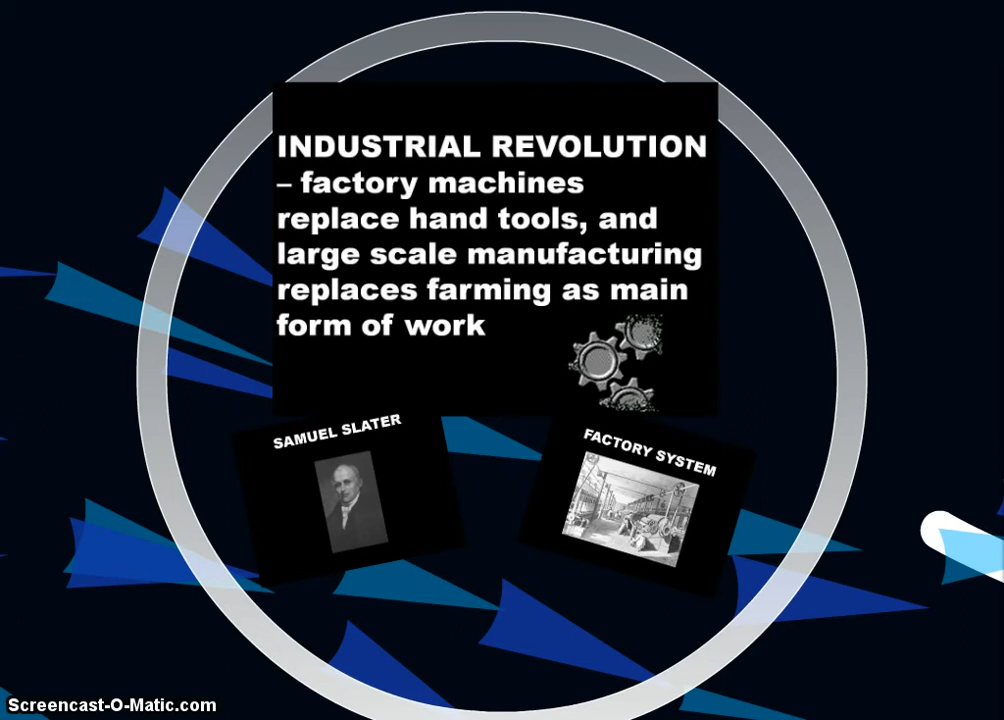 INDUSTRIAL REVOLUTION
– factory machines
replace hand tools, and
large scale manufacturing
replaces farming as main
form of work
SAMUEL SLATER
FACTORY SYSTEM
Screencast-O-Matic.com